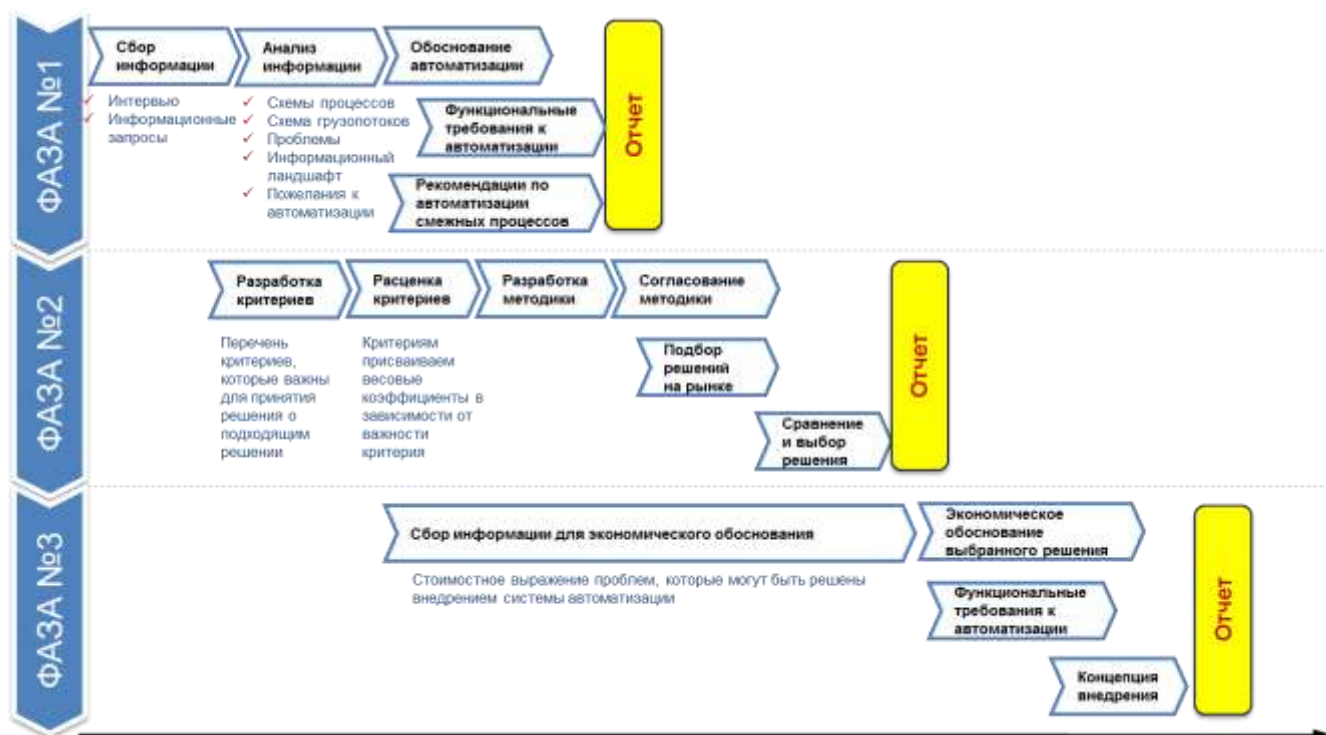 ФАЗА №1
Сбор
информации
Анализ
информации
Обоснование
автоматизации
Интервью
Информационные
запросы
Схемы процессов
Схема грузопотоков
Проблемы
Информационный
ландшафт
Пожелания к
автоматизации
Функциональные
требования к
автоматизации
Рекомендации по
автоматизации
смежных процессов
Отчет
ФАЗА №2
Разработка
критериев
Расценка
критериев
Разработка
методики
Согласование
методики
Перечень
критериев,
которые важны
для принятия
решения о
подходящим
решении
Критериям
присваиваем
весовые
коэффициенты в
зависимости от
важности
критерия
Подбор
решений
на рынке
Сравнение
и выбор
решения
Отчет
ФАЗА №3
Сбор информации для экономического обоснования
Экономическое
обоснование
выбранного решения
Стоимостное выражение проблем, которые могут быть решены
внедрением системы автоматизации
Функциональные
требования к
автоматизации
Концепция
внедрения
Отчет